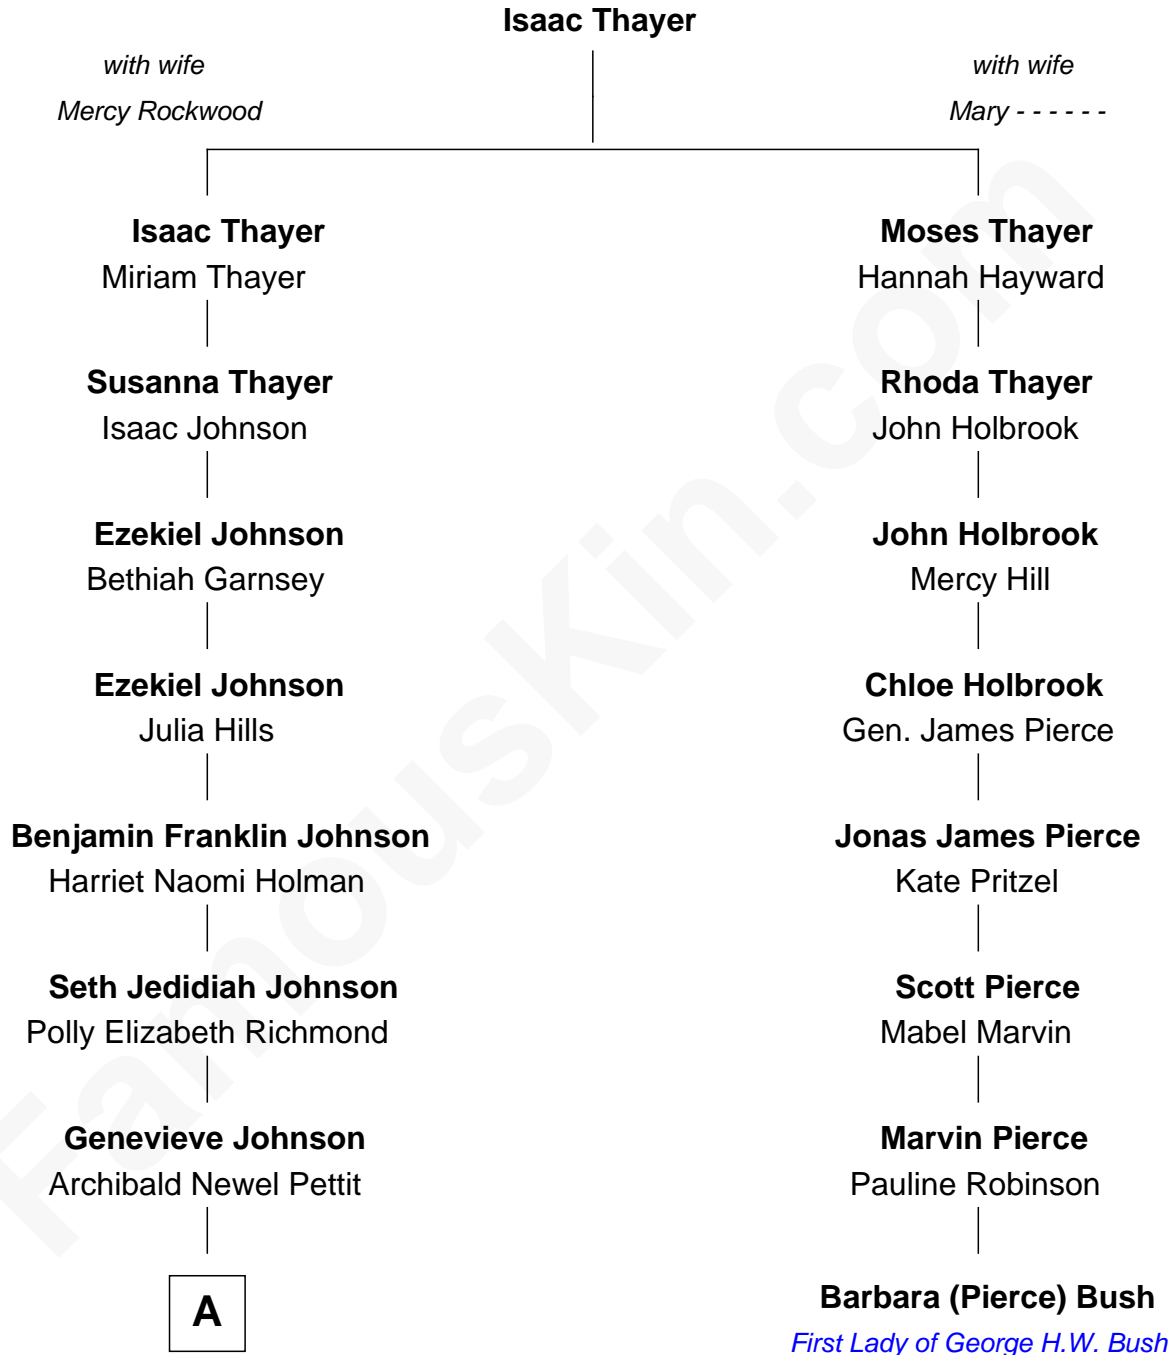 Isaac Thayer
with wife
Mercy Rockwood
with wife
Mary - - - - - -
Isaac Thayer
Miriam Thayer
Moses Thayer
Hannah Hayward
Susanna Thayer
Isaac Johnson
Rhoda Thayer
John Holbrook
Ezekiel Johnson
Bethiah Garnsey
John Holbrook
Mercy Hill
Ezekiel Johnson
Julia Hills
Chloe Holbrook
Gen. James Pierce
Benjamin Franklin Johnson
Harriet Naomi Holman
Jonas James Pierce
Kate Pritzel
Seth Jedidiah Johnson
Polly Elizabeth Richmond
Scott Pierce
Mabel Marvin
Genevieve Johnson
Archibald Newel Pettit
Marvin Pierce
Pauline Robinson
A
Barbara (Pierce) Bush
First Lady of George H.W. Bush
FamousKin.com